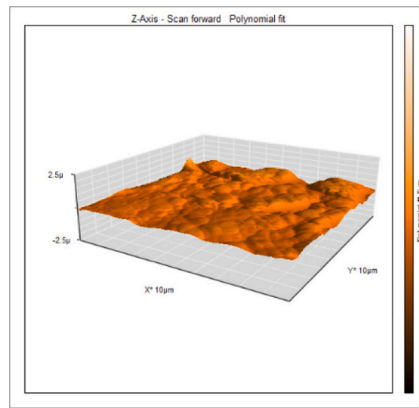 Z-Axis - Scan forward Polynomial fit
2.5μ
-2.5μ
Y* 10μm
X* 10μm